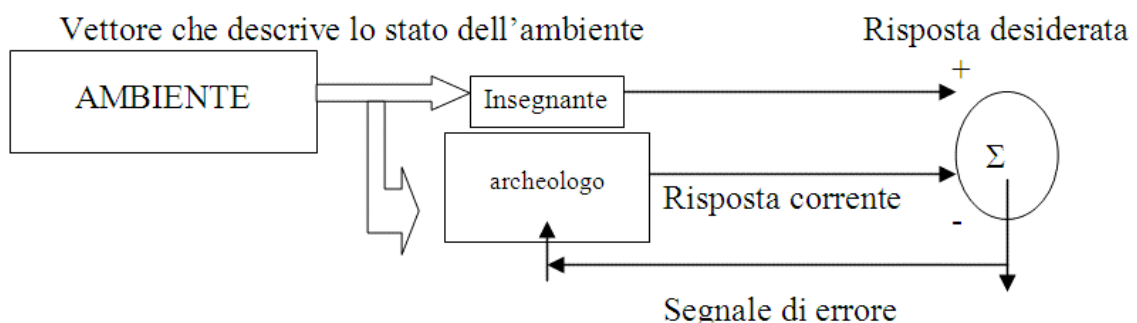 Vettore che descrive lo stato dell'ambiente
Risposta desiderata
AMBIENTE
+
Insegnante
Σ
archeologo
Risposta corrente
-
Segnale di errore